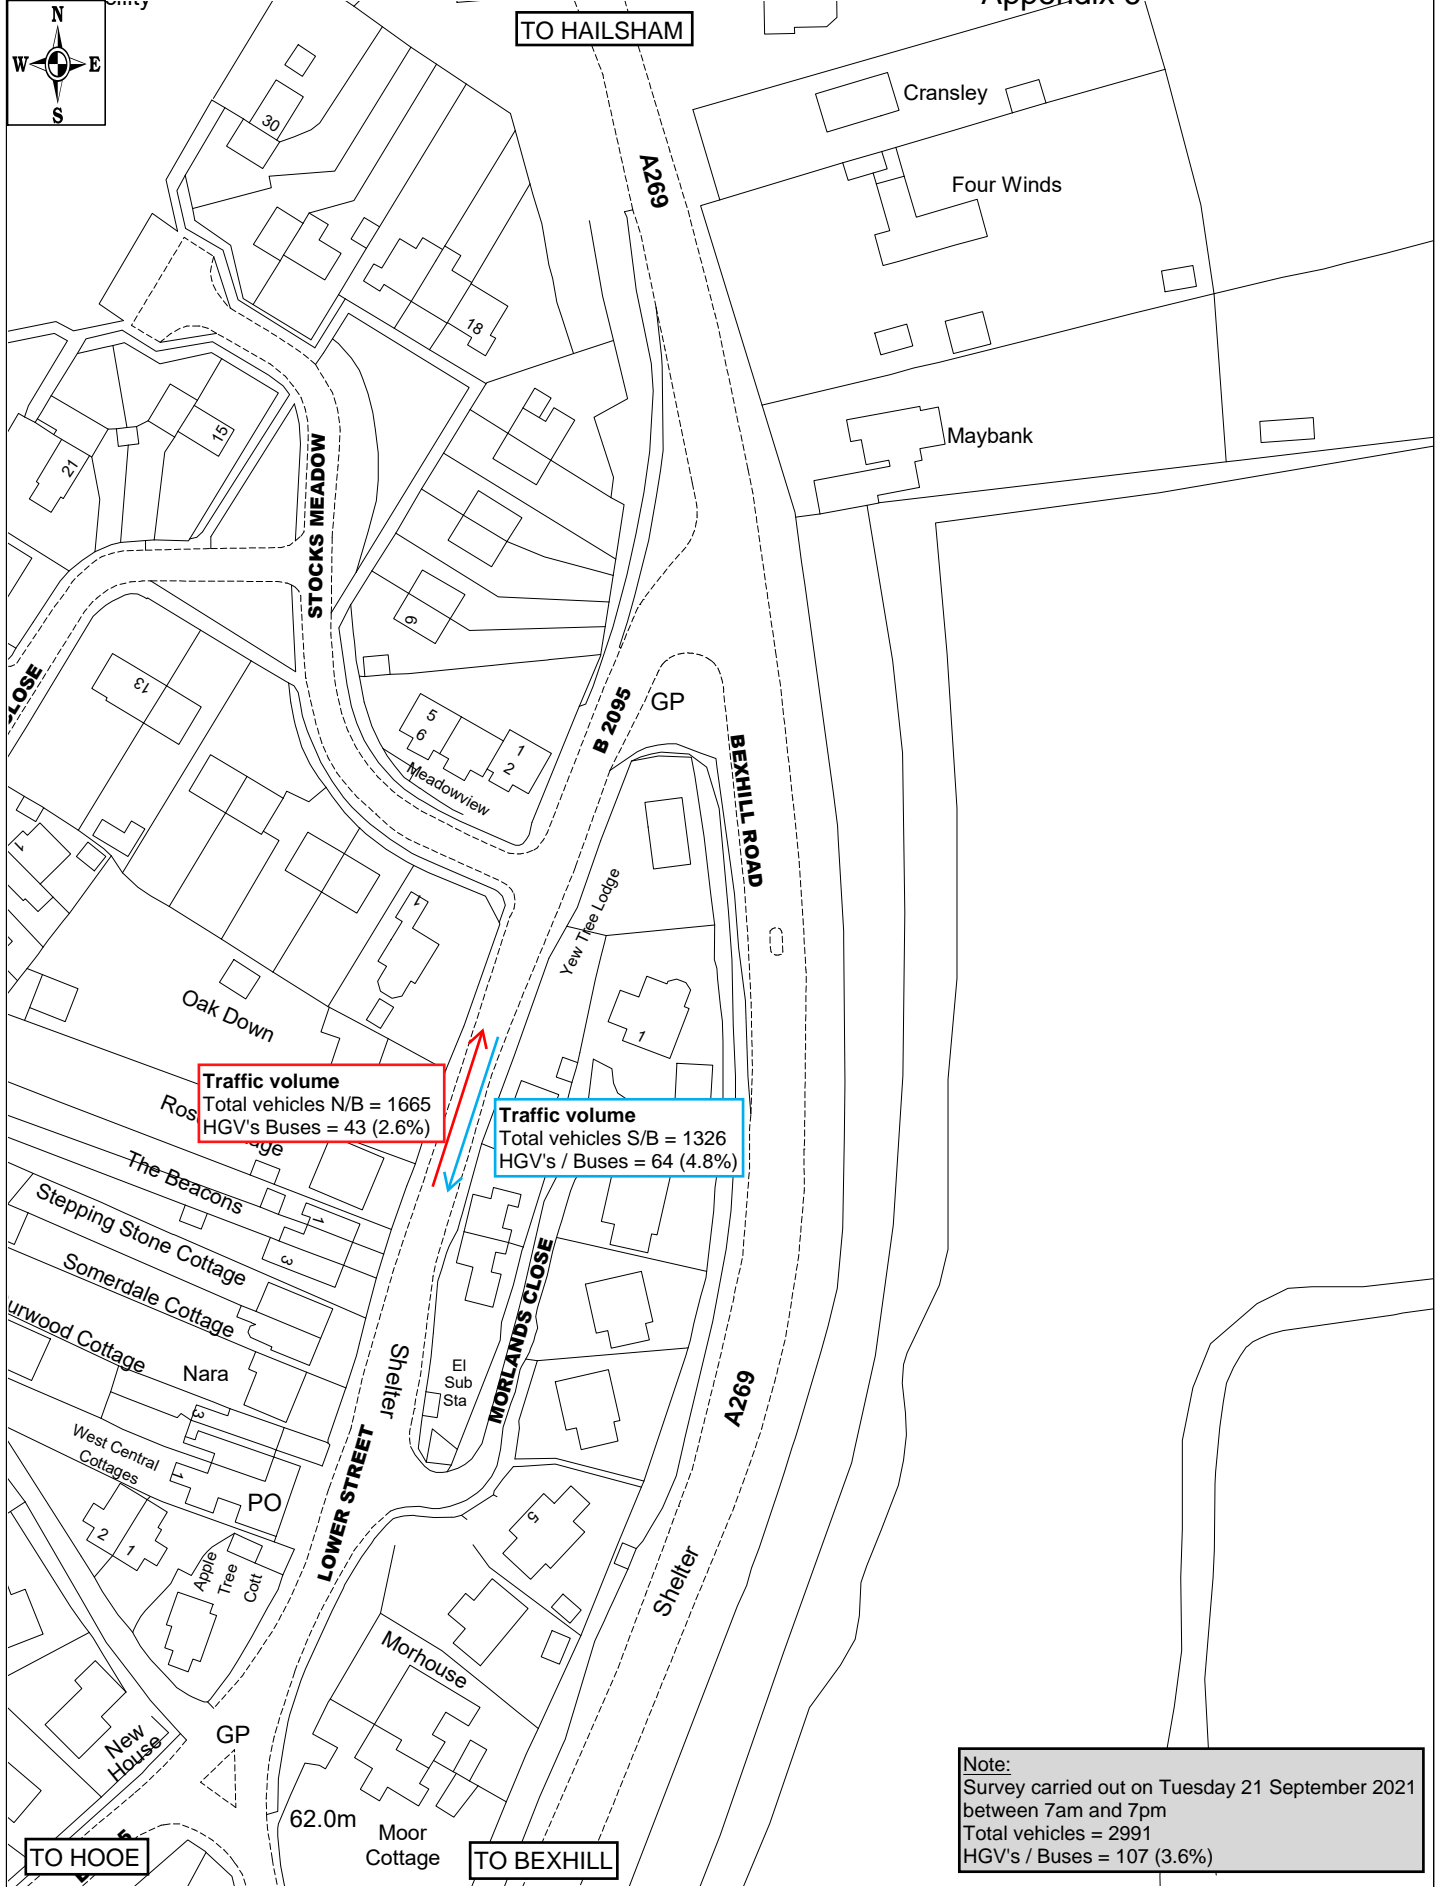 N
W E
S
TO HAILSHAM
Cransley
30
Four Winds
A269
18
Maybank
15
21
STOCKS MEADOW
6
13
CLOSE
GP
B 2095
5
6
1
2
Meadowview
BEXHILL ROAD
1
1
Yew Tree Lodge
Oak Down
1
Traffic volume
Total vehicles N/B = 1665
HGV's Buses = 43 (2.6%)
Traffic volume
Total vehicles S/B = 1326
HGV's / Buses = 64 (4.8%)
The Beacons
1
3
Stepping Stone Cottage
Somerdale Cottage
urwood Cottage
Nara
Shelter
El
Sub
Sta
MORLANDS CLOSE
A269
3
West Central
Cottages
1
PO
LOWER STREET
2
1
Apple
Tree
Cott
5
Shelter
Morhouse
New
House
GP
62.0m
Moor
Cottage
TO HOOE
TO BEXHILL
Note:
Survey carried out on Tuesday 21 September 2021
between 7am and 7pm
Total vehicles = 2991
HGV's / Buses = 107 (3.6%)